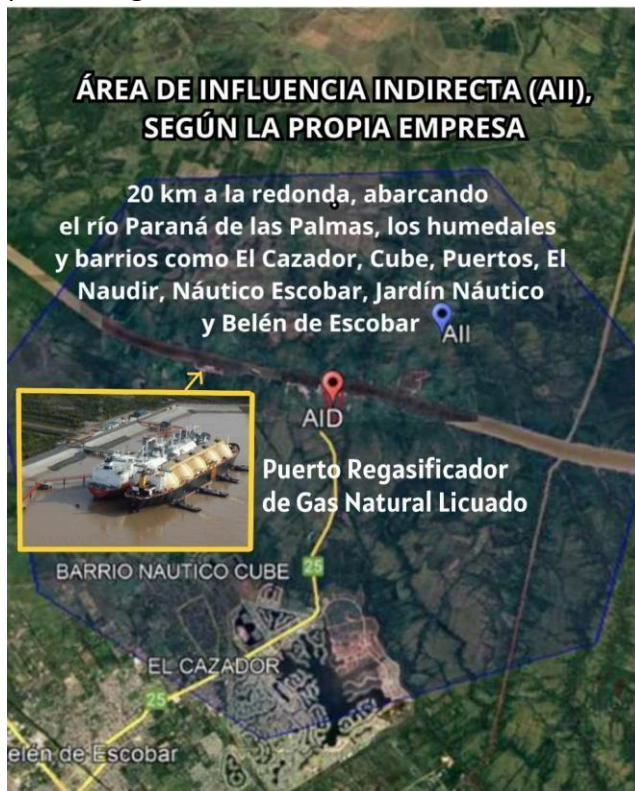 ÁREA DE INFLUENCIA INDIRECTA (AII),
SEGÚN LA PROPIA EMPRESA
20 km a la redonda, abarcando
el río Paraná de las Palmas, los humedales
y barrios como El Cazador, Cube, Puertos, El
Naudir, Náutico Escobar, Jardín Náutico
y Belén de Escobar
AII
AID
Puerto Regasificador
de Gas Natural Licuado
BARRIO NAUTICO CUBE
25
EL CAZADOR
25
elén de Escobar